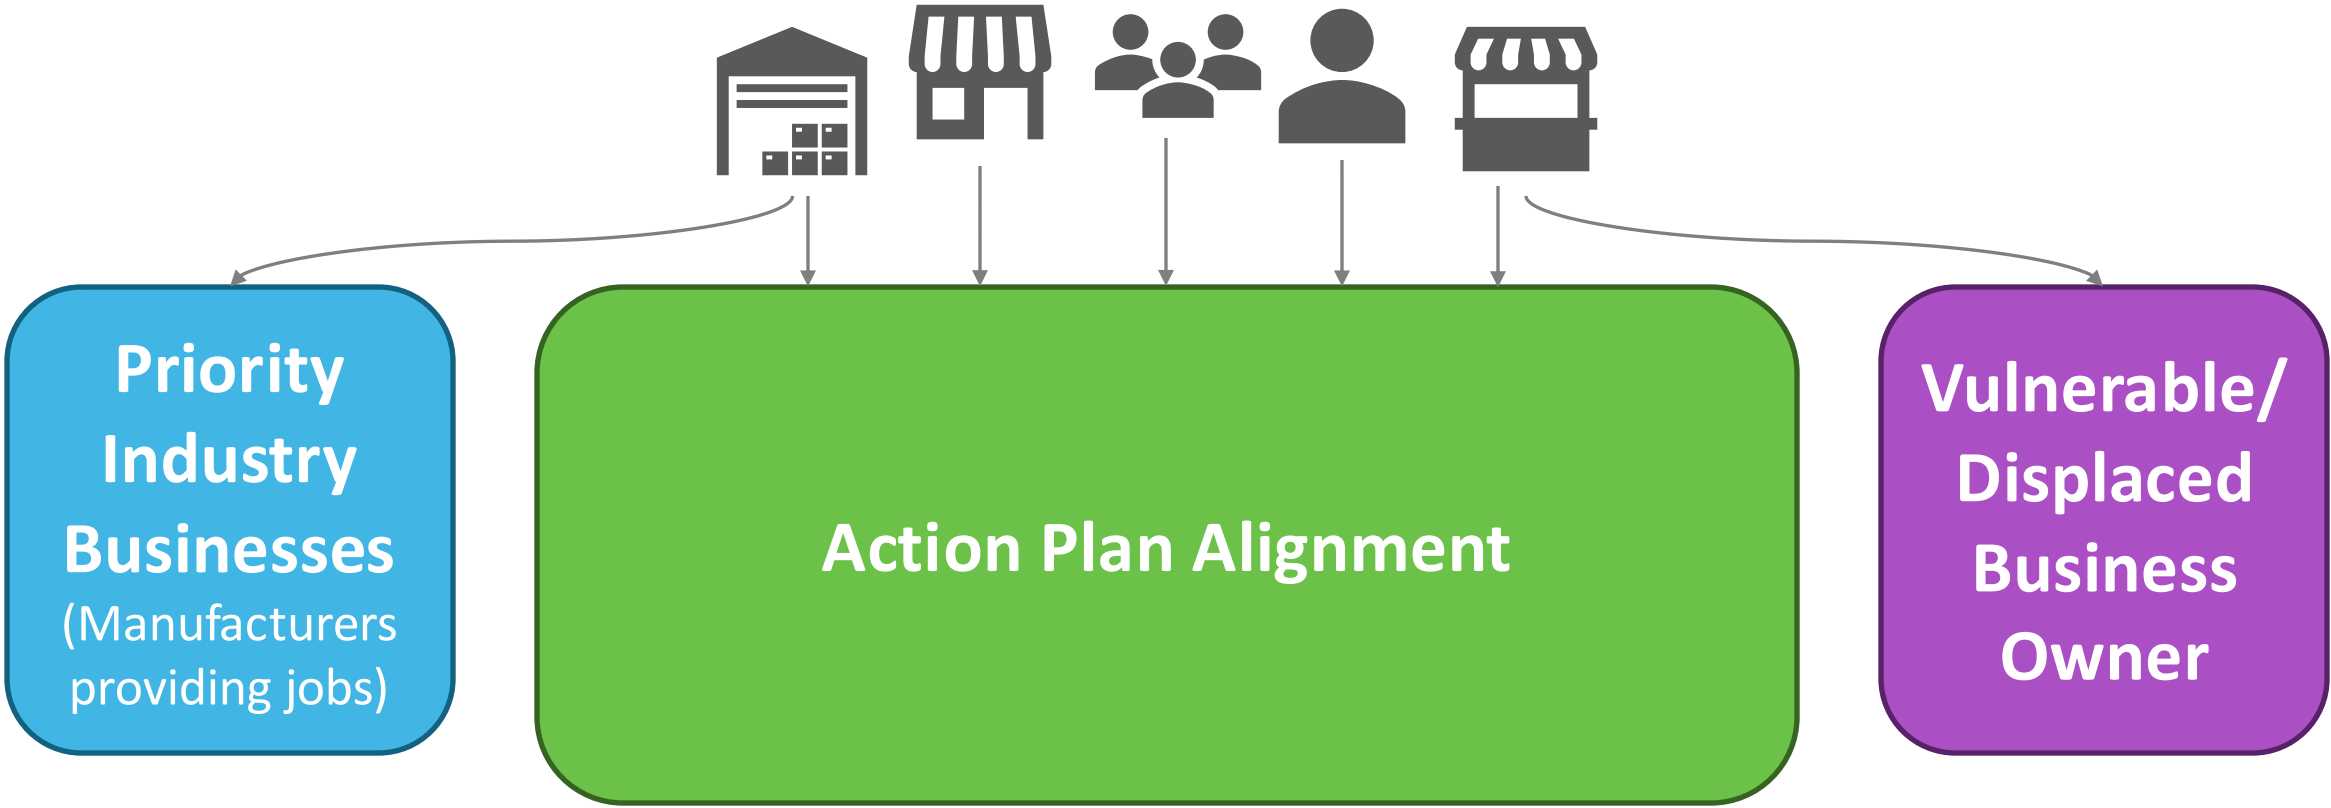 Priority
Industry
Businesses
(Manufacturers
providing jobs)
Action Plan Alignment
Vulnerable/
Displaced
Business
Owner